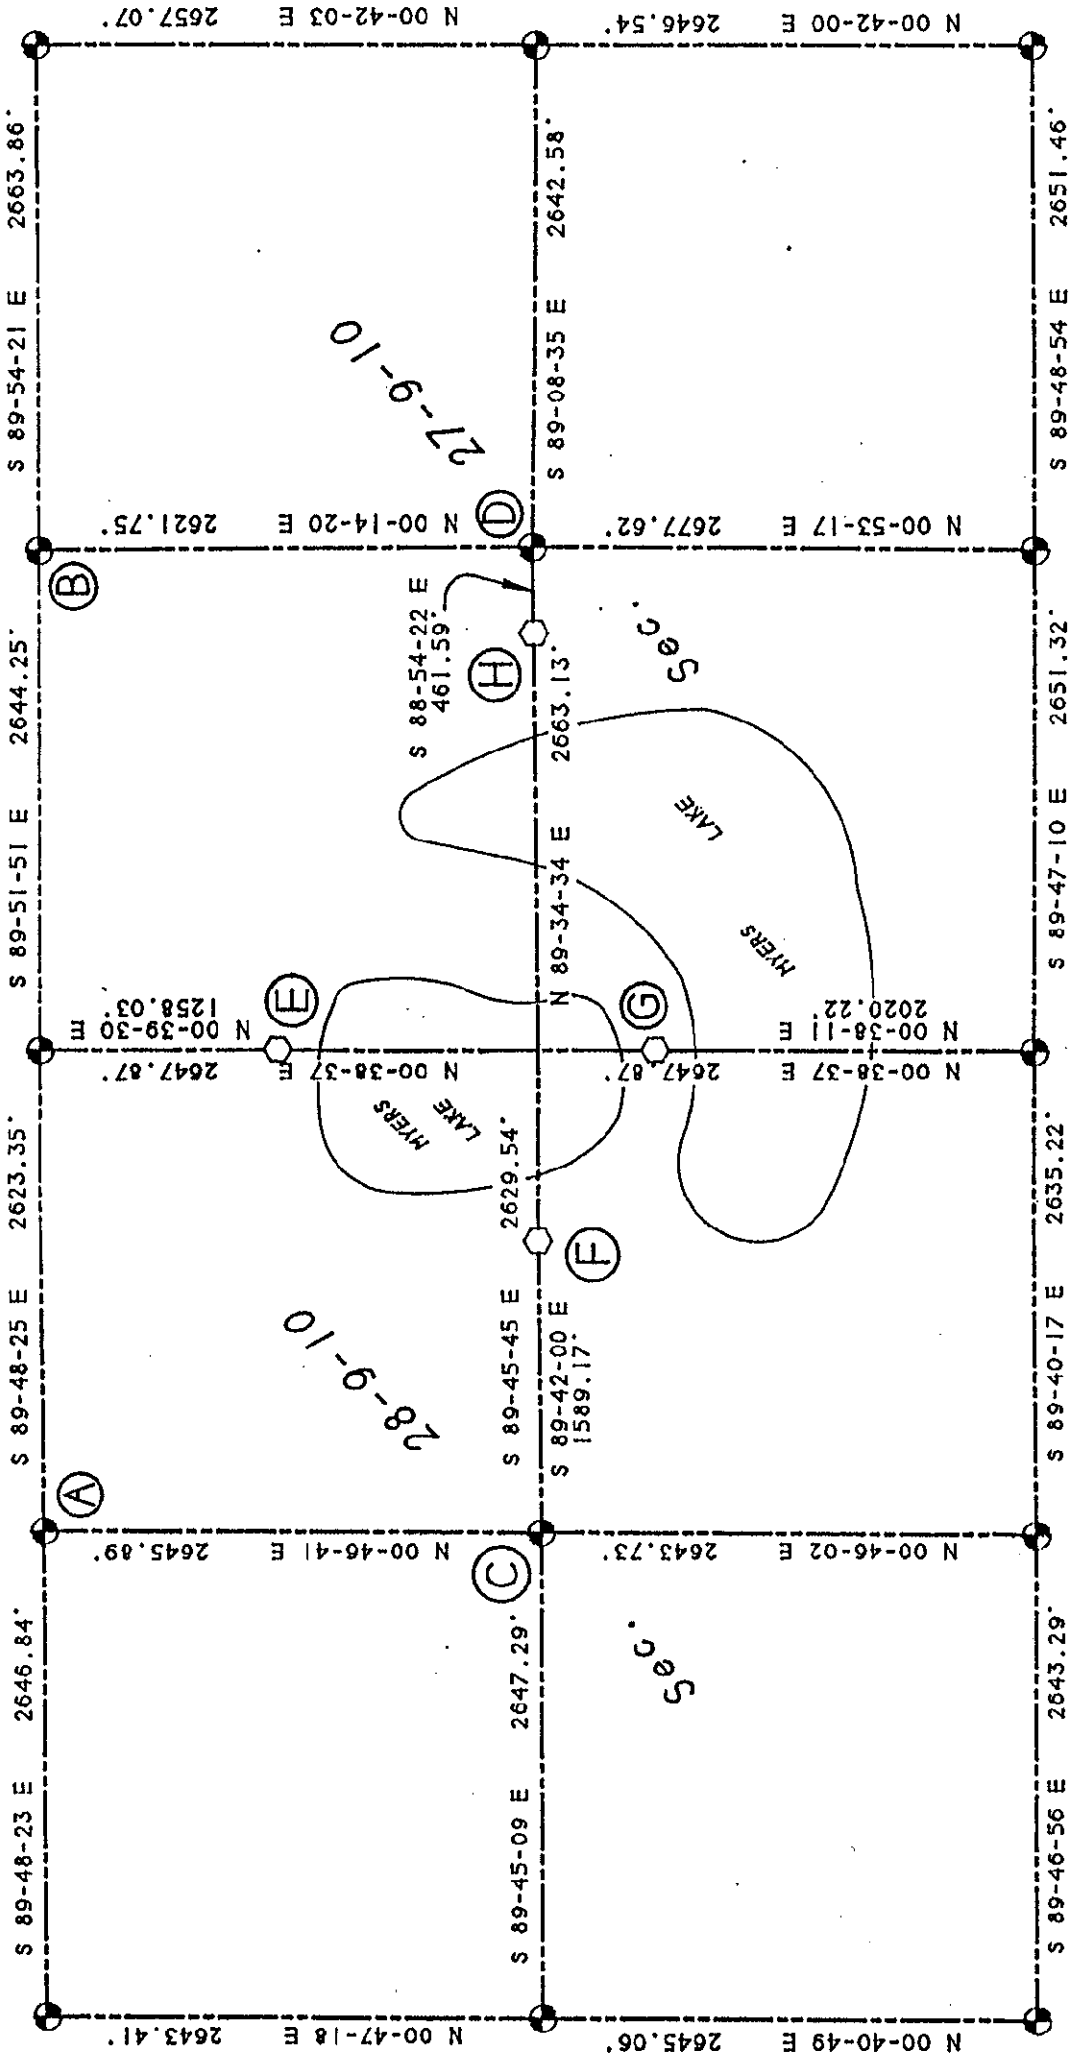 S 89-48-23 E 2646.84'
S 89-48-25 E 2623.35'
S 89-51-51 E 2644.25'
S 89-54-21 E 2663.86'
A
B
N 00-47-18 E 2643.41'
N 00-46-41 E 2645.89'
N 00-38-37 E 2647.87'
N 00-39-30 E
1258.03'
N 00-14-20 E 2621.75'
N 00-42-03 E 2657.07'
E
MYERS
LAKE
28-9-10
27-9-10
S 88-54-22 E
461.59'
C
H
D
S 89-45-09 E 2647.29'
S 89-45-45 E 2629.54'
S 89-42-00 E
1589.17'
N 89-34-34 E 2663.13'
S 89-08-35 E 2642.58'
F
G
Sec.
Sec.
LAKE
MYERS
N 00-40-49 E 2645.06'
N 00-46-02 E 2643.73'
N 00-38-37 E 2647.87'
N 00-38-11 E
2020.22'
N 00-53-17 E 2677.62'
N 00-42-00 E 2646.54'
S 89-46-56 E 2643.29'
S 89-40-17 E 2635.22'
S 89-47-10 E 2651.32'
S 89-48-54 E 2651.46'